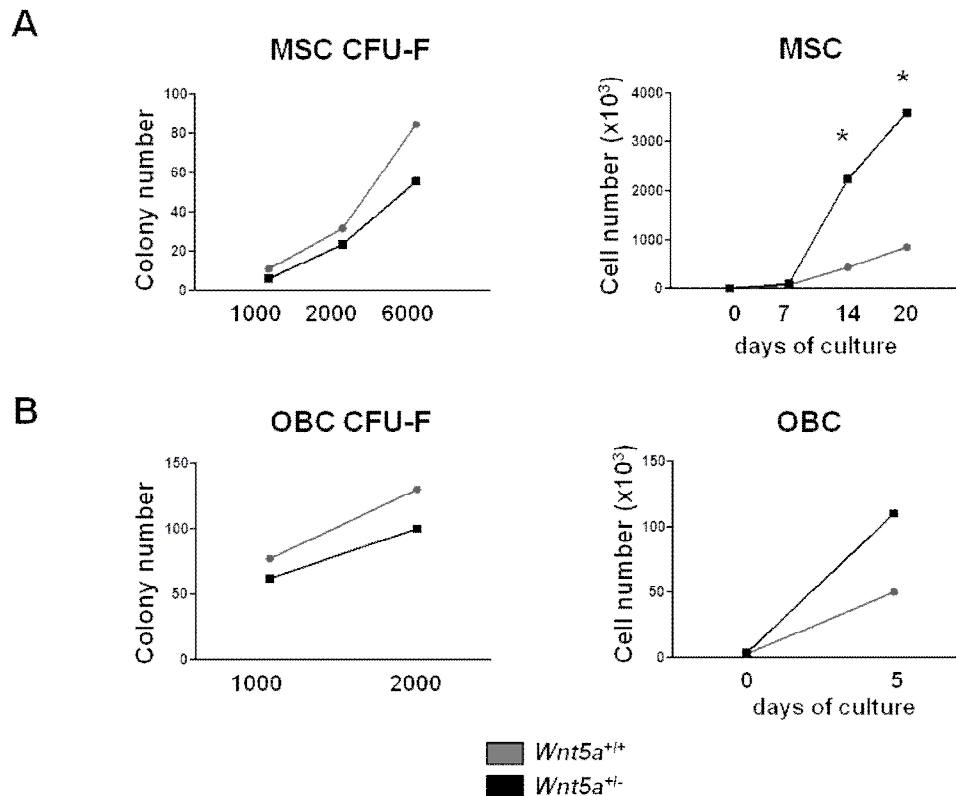 A
MSC CFU-F
MSC
Colony number
100
80
60
40
20
0
1000 2000 6000
Cell number (x10³)
4000
3000
2000
1000
0
* *
0 7 14 20
days of culture
B
OBC CFU-F
OBC
Colony number
150
100
50
0
1000 2000
Cell number (x10³)
150
100
50
0
0 5
days of culture
Wnt5a+/+
Wnt5a+/-